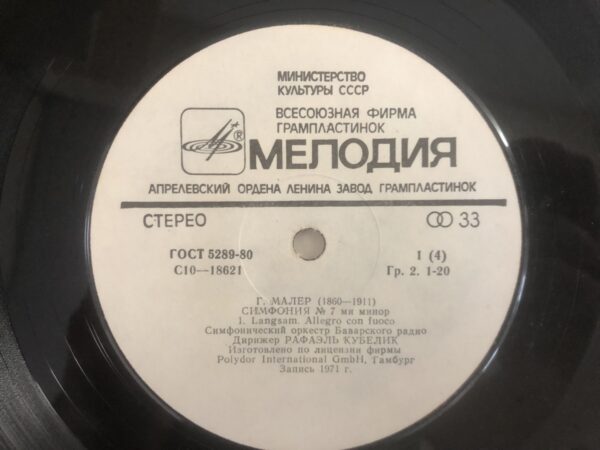 МИНИСТЕРСТВО
КУЛЬТУРЫ СССР
ВСЕСОЮЗНАЯ ФИРМА
ГРАМПЛАСТИНОК
®
МЕЛОДИЯ
АПРЕЛЕВСКИЙ ОРДЕНА ЛЕНИНА ЗАВОД ГРАМПЛАСТИНОК
СТЕРЕО 33
ГОСТ 5289-80 1 (4)
С10—18621 Гр. 2. 1-20
Г. МАЛЕР (1860—1911)
СИМФОНИЯ № 7 ми минор
1. Langsam. Allegro con fuoco
Симфонический оркестр Баварского радио
Дирижер РАФАЭЛЬ КУБЕЛИК
Изготовлено по лицензии фирмы
Polydor International GmbH, Гамбург
Запись 1971 г.